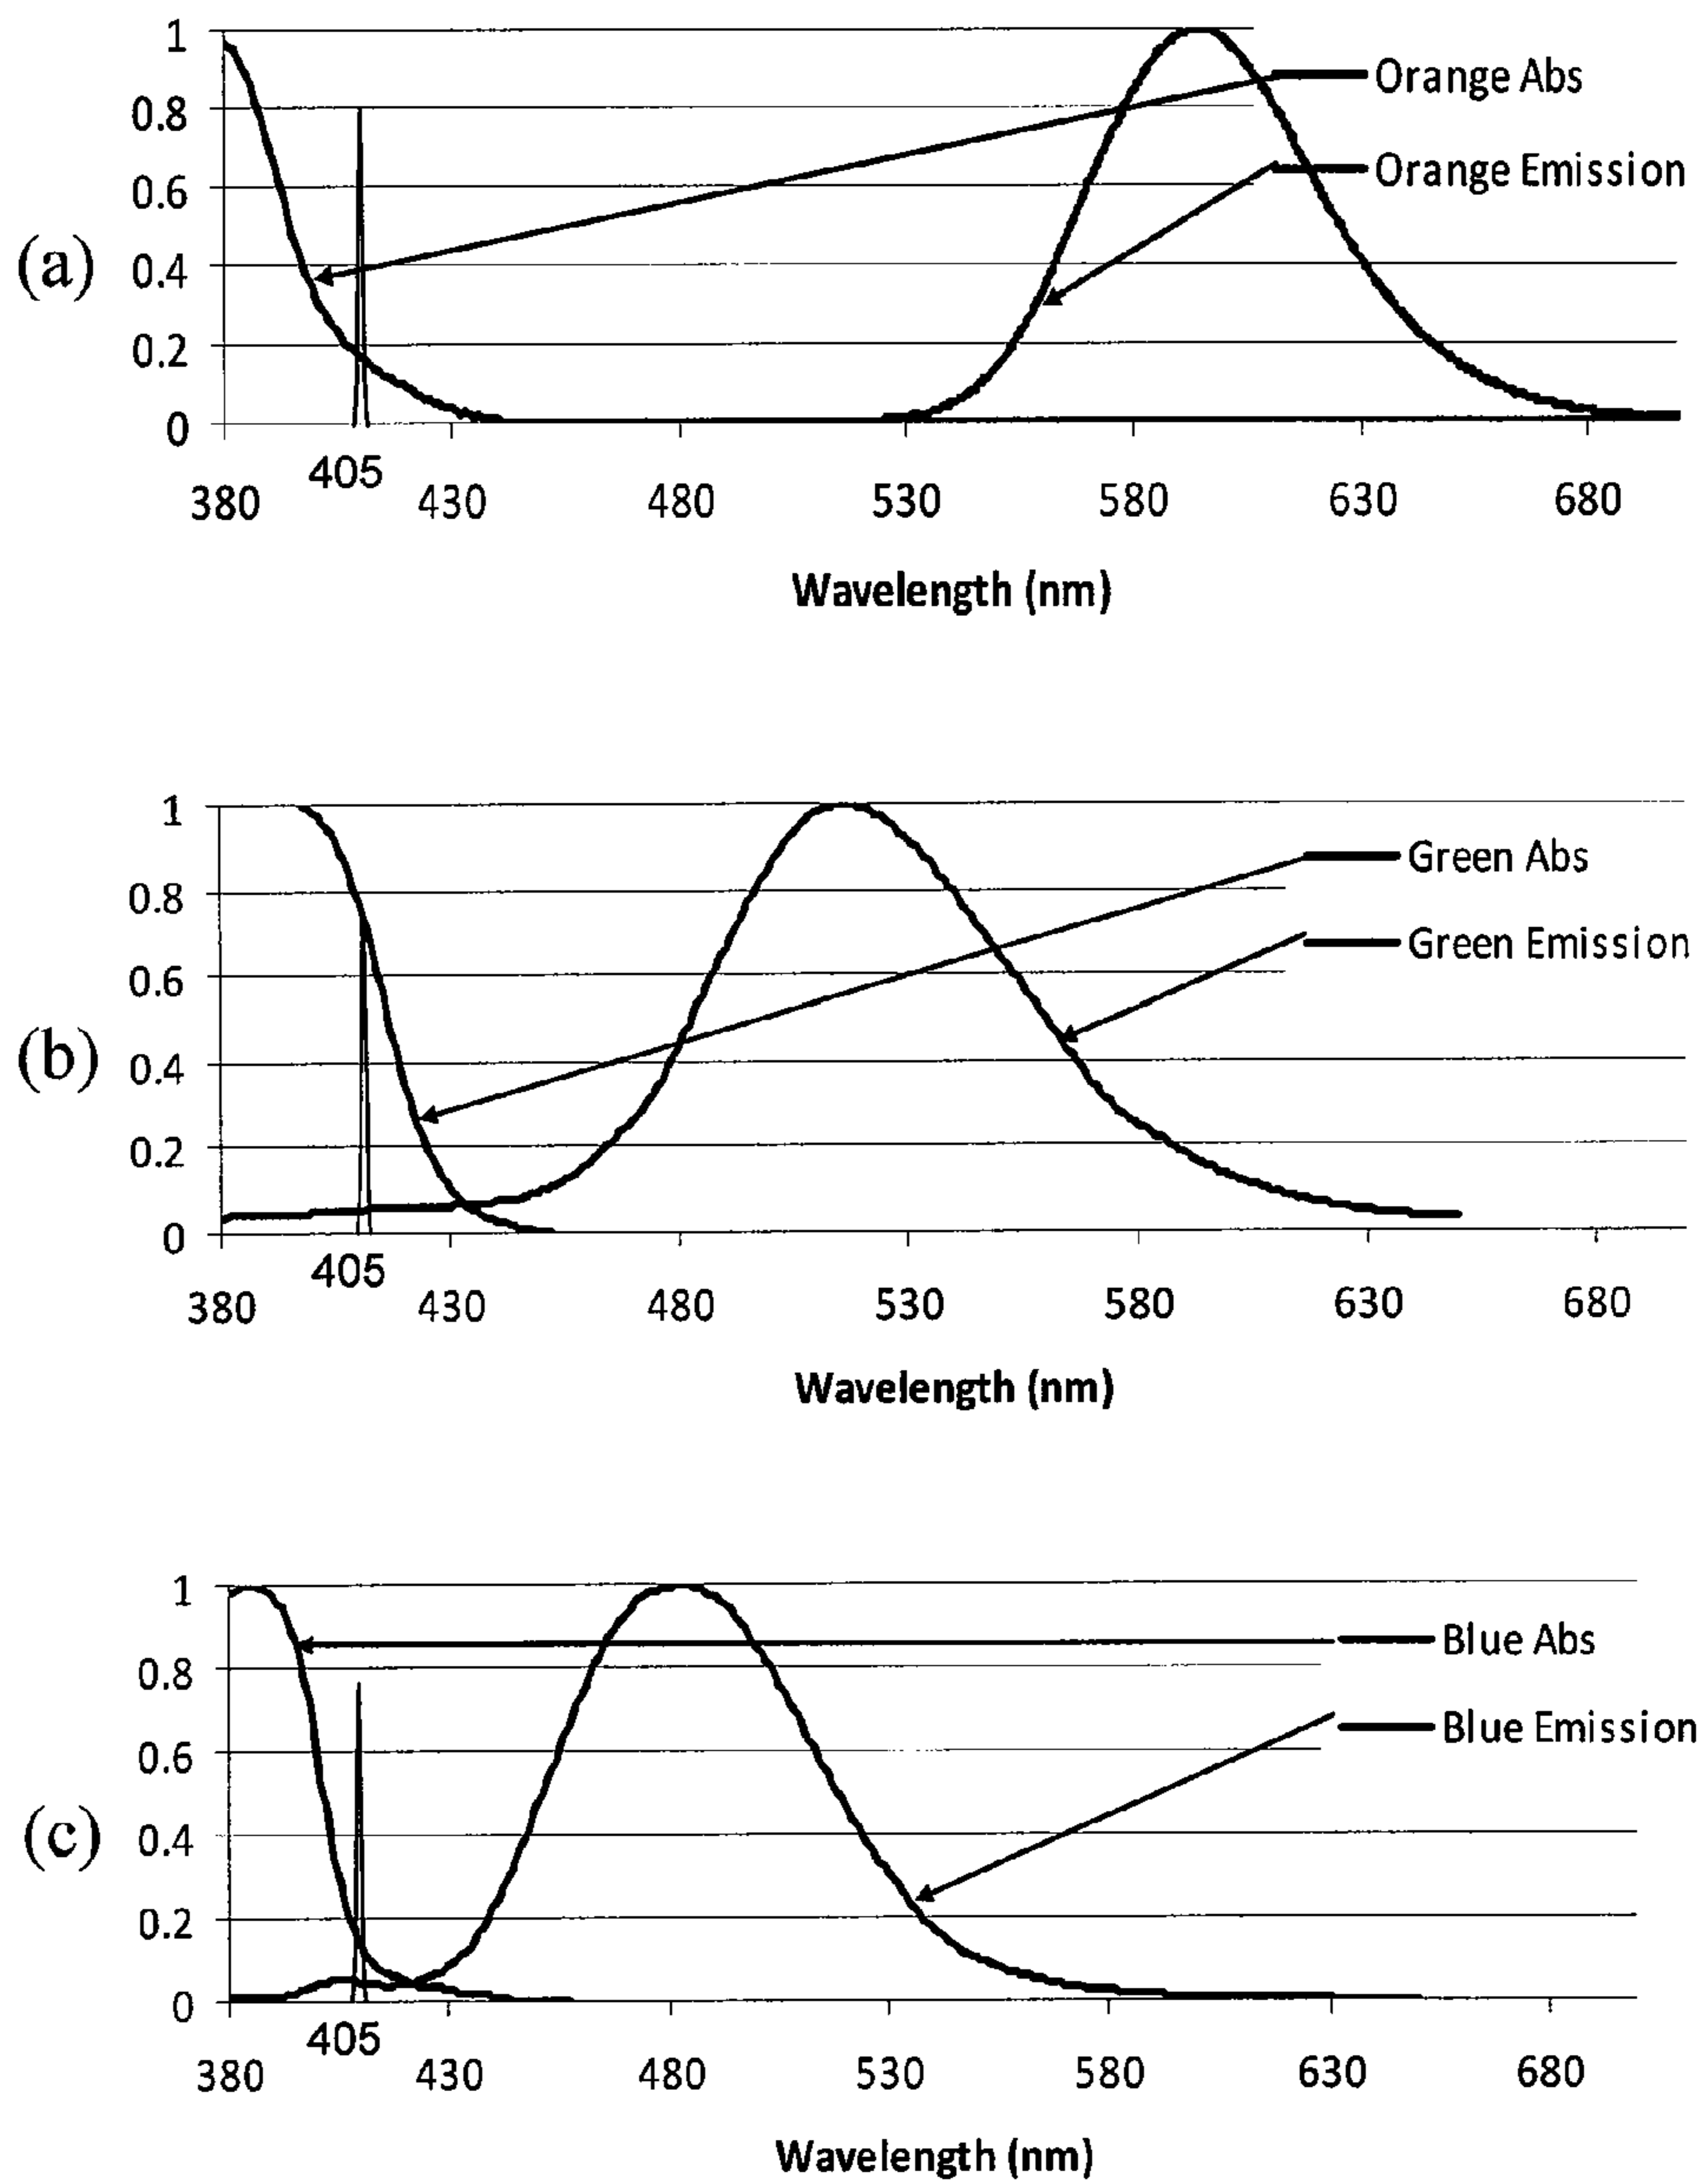 (a)
1
0.8
0.6
0.4
0.2
0
Orange Abs
Orange Emission
405
380 430 480 530 580 630 680
Wavelength (nm)
(b)
1
0.8
0.6
0.4
0.2
0
Green Abs
Green Emission
405
380 430 480 530 580 630 680
Wavelength (nm)
(c)
1
0.8
0.6
0.4
0.2
0
Blue Abs
Blue Emission
405
380 430 480 530 580 630 680
Wavelength (nm)